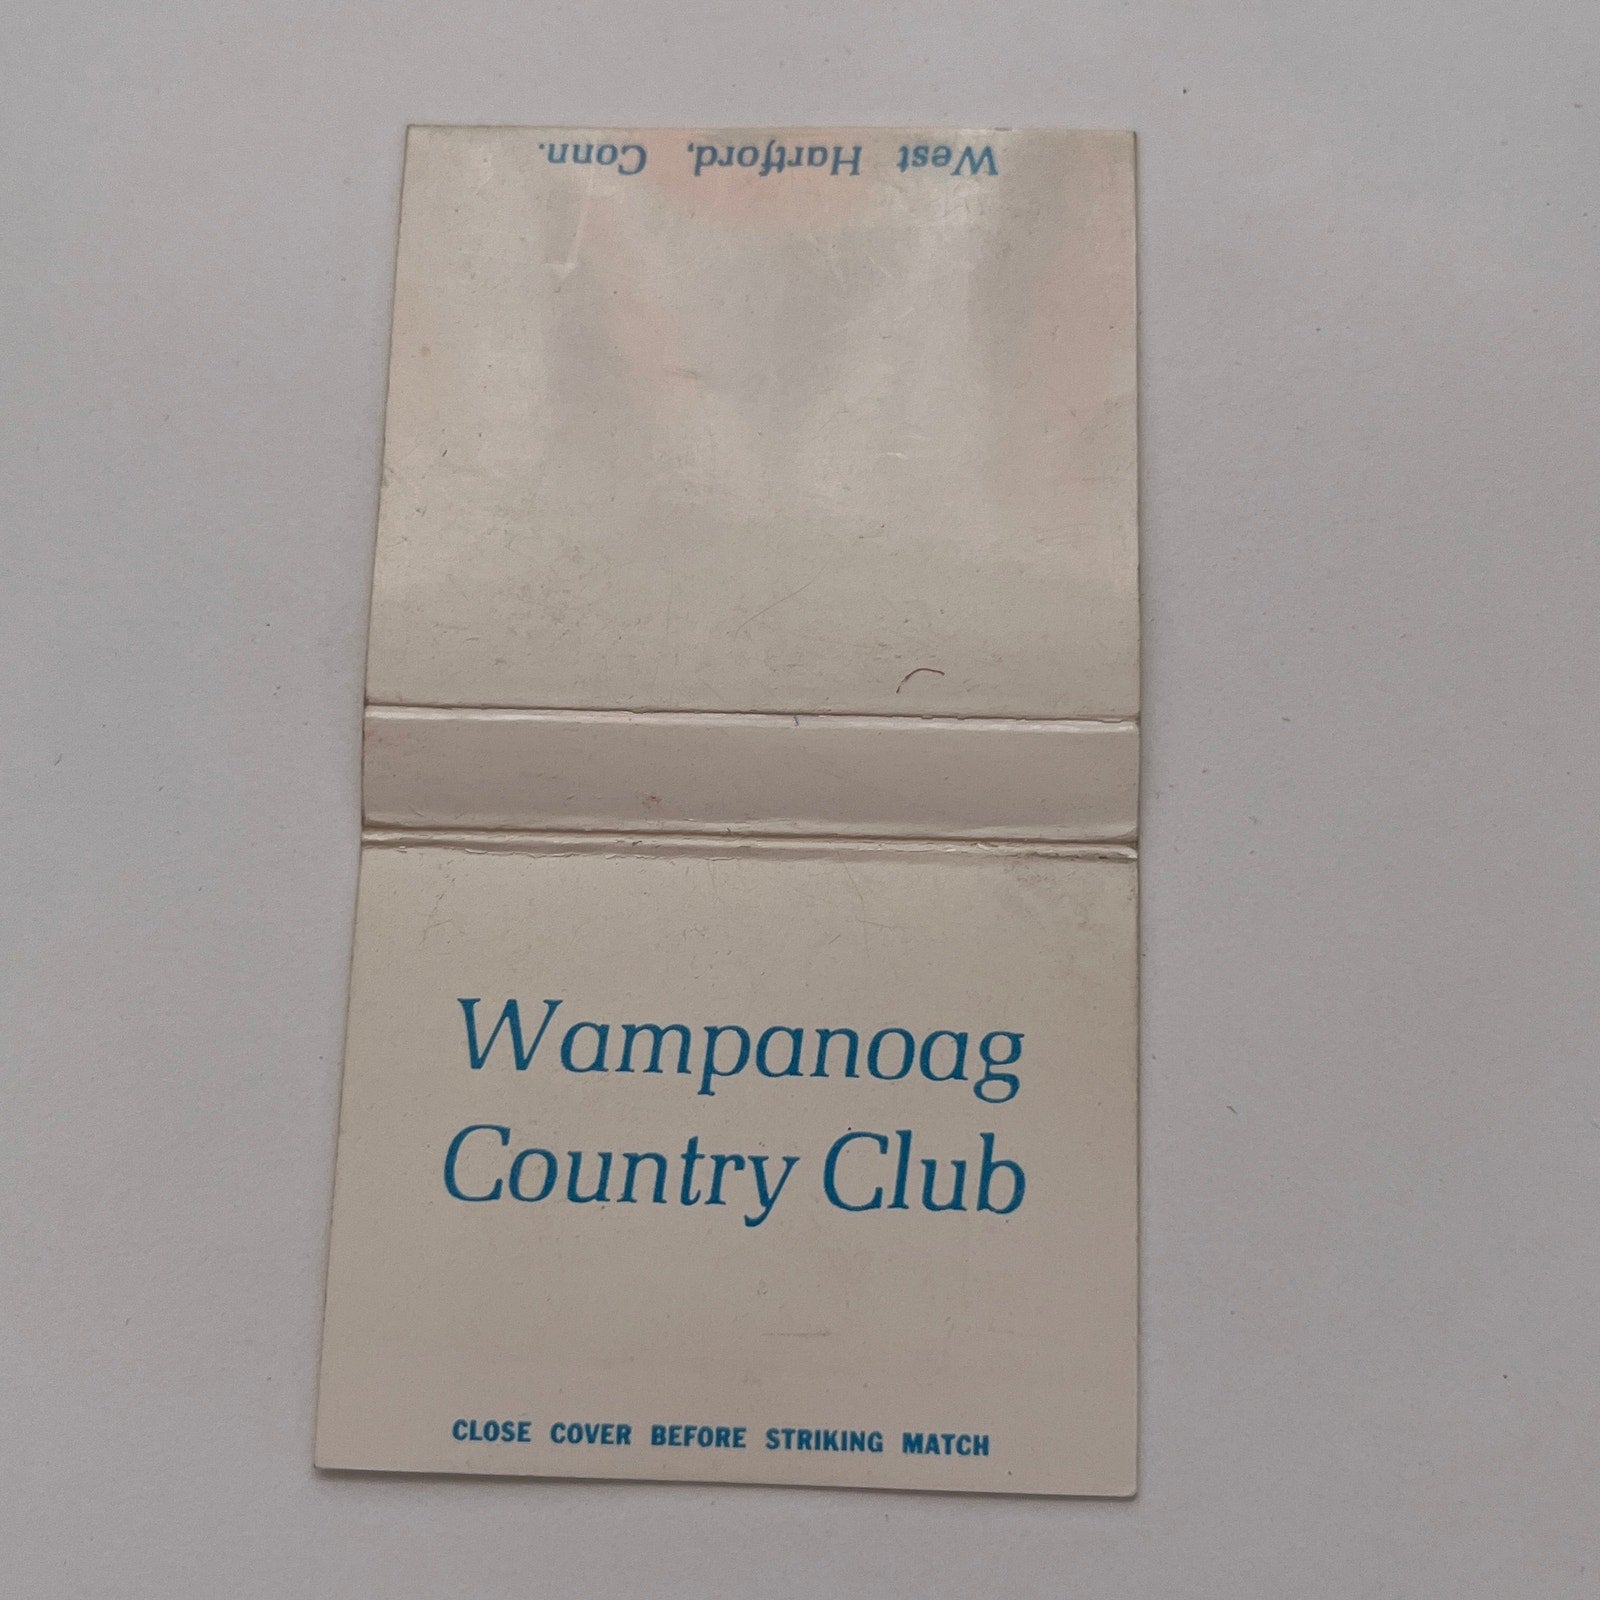 West Hartford, Conn.
Wampanoag
Country Club
CLOSE COVER BEFORE STRIKING MATCH